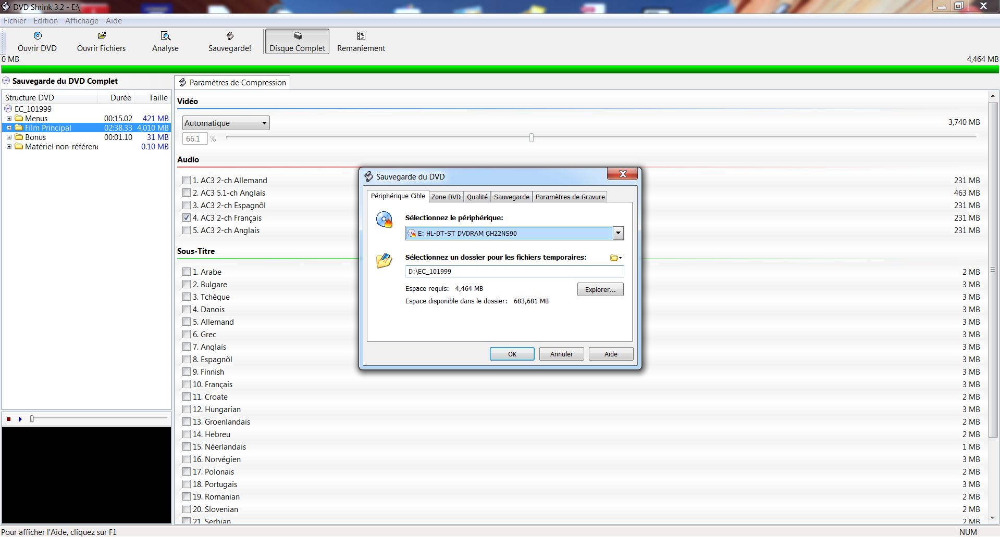 DVD Shrink 3.2 - E:\
Fichier Edition Affichage Aide
Ouvrir DVD Ouvrir Fichiers Analyse Sauvegarde! Disque Complet Remaniement
0 MB 4,464 MB
Sauvegarde du DVD Complet
Structure DVD Durée Taille
EC_101999
Menus 00:15.02 421 MB
Film Principal 02:38.33 4,010 MB
Bonus 00:01.10 31 MB
Matériel non-référenc 0.10 MB
Paramètres de Compression
Vidéo
Automatique 3,740 MB
66.1 %
Audio
1. AC3 2-ch Allemand 231 MB
2. AC3 5.1-ch Anglais 463 MB
3. AC3 2-ch Espagnõl 231 MB
4. AC3 2-ch Français 231 MB
5. AC3 2-ch Anglais 231 MB
Sous-Titre
1. Arabe 2 MB
2. Bulgare 3 MB
3. Tchèque 3 MB
4. Danois 3 MB
5. Allemand 3 MB
6. Grec 3 MB
7. Anglais 3 MB
8. Espagnõl 3 MB
9. Finnish 3 MB
10. Français 3 MB
11. Croate 2 MB
12. Hungarian 3 MB
13. Groenlandais 2 MB
14. Hebreu 2 MB
15. Néerlandais 1 MB
16. Norvégien 3 MB
17. Polonais 2 MB
18. Portugais 3 MB
19. Romanian 2 MB
20. Slovenian 2 MB
21. Serbian 2 MB
Sauvegarde du DVD
Périphérique Cible Zone DVD Qualité Sauvegarde Paramètres de Gravure
Sélectionnez le périphérique:
E: HL-DT-ST DVDRAM GH22NS90
Sélectionnez un dossier pour les fichiers temporaires:
D:\EC_101999
Espace requis: 4,464 MB
Explorer...
Espace disponible dans le dossier: 683,681 MB
OK Annuler Aide
Pour afficher l'Aide, cliquez sur F1 NUM